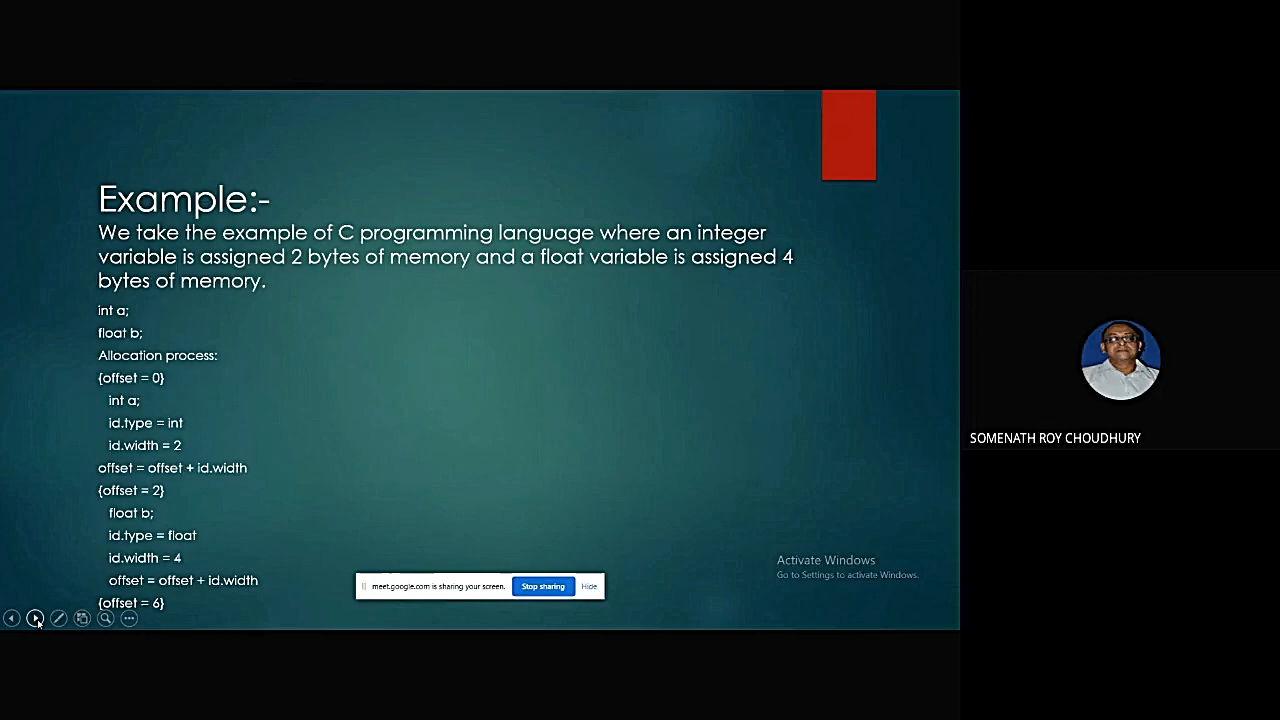 Example:-
We take the example of C programming language where an integer
variable is assigned 2 bytes of memory and a float variable is assigned 4
bytes of memory.
int a;
float b;
Allocation process:
{offset = 0}
int a;
id.type = int
id.width = 2
offset = offset + id.width
{offset = 2}
float b;
id.type = float
id.width = 4
offset = offset + id.width
{offset = 6}
meet.google.com is sharing your screen. Stop sharing Hide
Activate Windows
Go to Settings to activate Windows.
SOMENATH ROY CHOUDHURY